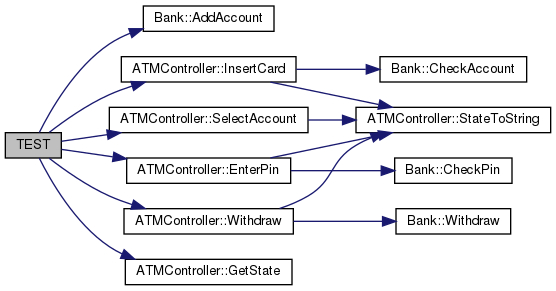 Bank::AddAccount
ATMController::InsertCard
Bank::CheckAccount
ATMController::SelectAccount
ATMController::StateToString
TEST
ATMController::EnterPin
Bank::CheckPin
ATMController::Withdraw
Bank::Withdraw
ATMController::GetState